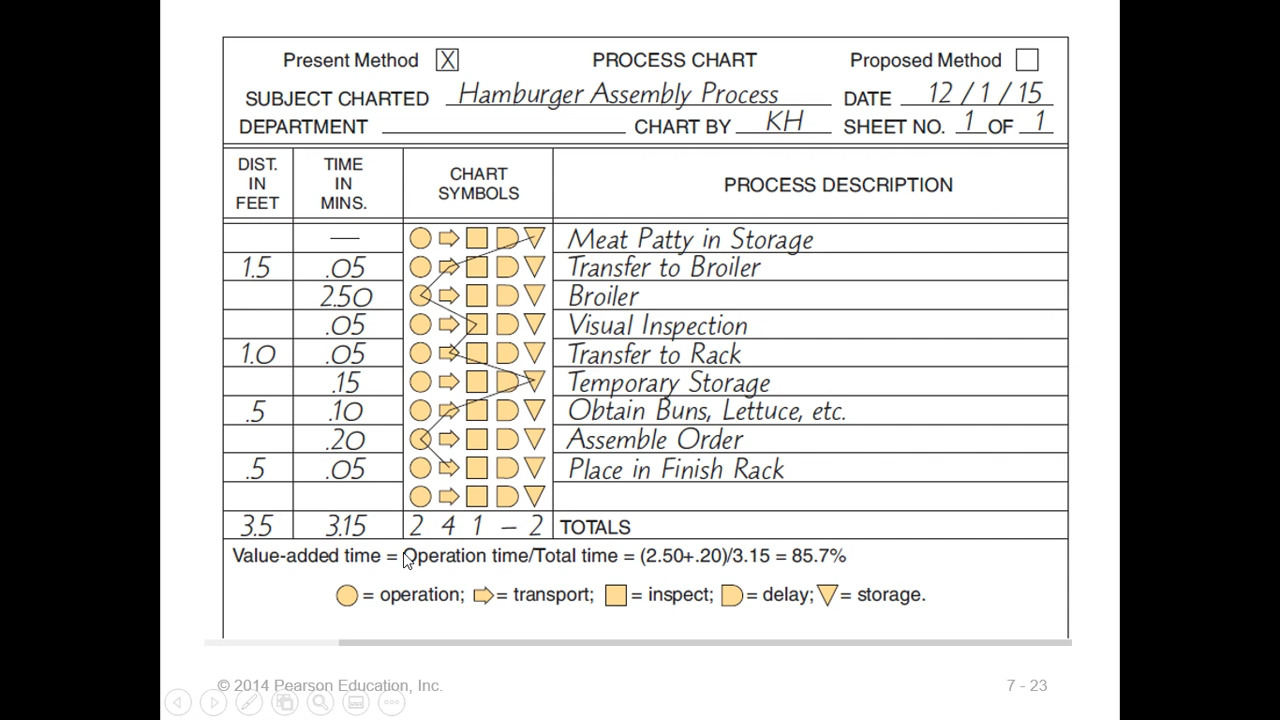 Present Method X PROCESS CHART Proposed Method
SUBJECT CHARTED Hamburger Assembly Process DATE 12 / 1 / 15
DEPARTMENT CHART BY KH SHEET NO. 1 OF 1
DIST. IN FEET TIME IN MINS. CHART SYMBOLS PROCESS DESCRIPTION
— Meat Patty in Storage
1.5 .05 Transfer to Broiler
2.50 Broiler
.05 Visual Inspection
1.0 .05 Transfer to Rack
.15 Temporary Storage
.5 .10 Obtain Buns, Lettuce, etc.
.20 Assemble Order
.5 .05 Place in Finish Rack
3.5 3.15 2 4 1 – 2 TOTALS
Value-added time = Operation time/Total time = (2.50+.20)/3.15 = 85.7%
= operation; = transport; = inspect; = delay; = storage.
© 2014 Pearson Education, Inc. 7 - 23